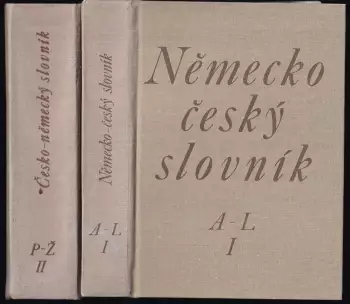 Česko-německý slovník
P-Ž
II
Německo-český slovník
A-L
I
Německo
český
slovník
A-L
I